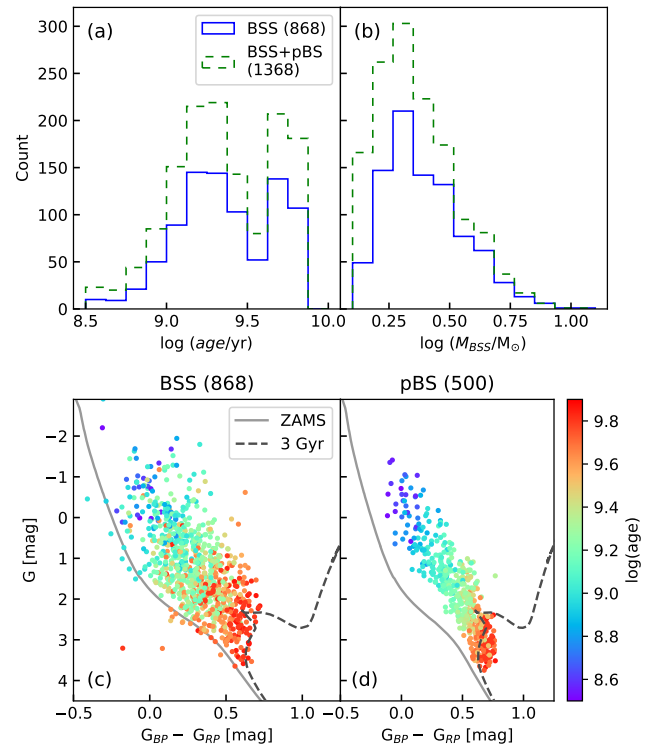 (a)
BSS (868)
BSS+pBS
(1368)
(b)
300
250
200
150
100
50
0
Count
8.5 9.0 9.5 10.0
log (age/yr)
0.25 0.50 0.75 1.00
log (M_BSS/M_⊙)
BSS (868)
pBS (500)
ZAMS
3 Gyr
−2
−1
0
1
2
3
4
G [mag]
(c)
(d)
−0.5 0.0 0.5 1.0
G_BP − G_RP [mag]
−0.5 0.0 0.5 1.0
G_BP − G_RP [mag]
9.8
9.6
9.4
9.2
9.0
8.8
8.6
log(age)